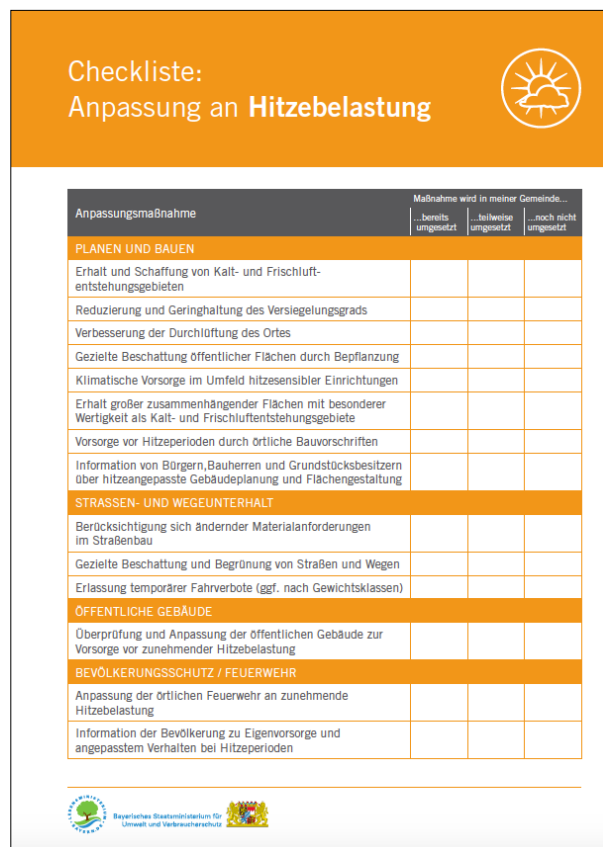 Checkliste:
Anpassung an Hitzebelastung
Anpassungsmaßnahme
Maßnahme wird in meiner Gemeinde...
...bereits umgesetzt
...teilweise umgesetzt
...noch nicht umgesetzt
PLANEN UND BAUEN
Erhalt und Schaffung von Kalt- und Frischluft-
entstehungsgebieten
Reduzierung und Geringhaltung des Versiegelungsgrads
Verbesserung der Durchlüftung des Ortes
Gezielte Beschattung öffentlicher Flächen durch Bepflanzung
Klimatische Vorsorge im Umfeld hitzesensibler Einrichtungen
Erhalt großer zusammenhängender Flächen mit besonderer
Wertigkeit als Kalt- und Frischluftentstehungsgebiete
Vorsorge vor Hitzeperioden durch örtliche Bauvorschriften
Information von Bürgern,Bauherren und Grundstücksbesitzern
über hitzeangepasste Gebäudeplanung und Flächengestaltung
STRASSEN- UND WEGEUNTERHALT
Berücksichtigung sich ändernder Materialanforderungen
im Straßenbau
Gezielte Beschattung und Begrünung von Straßen und Wegen
Erlassung temporärer Fahrverbote (ggf. nach Gewichtsklassen)
ÖFFENTLICHE GEBÄUDE
Überprüfung und Anpassung der öffentlichen Gebäude zur
Vorsorge vor zunehmender Hitzebelastung
BEVÖLKERUNGSSCHUTZ / FEUERWEHR
Anpassung der örtlichen Feuerwehr an zunehmende
Hitzebelastung
Information der Bevölkerung zu Eigenvorsorge und
angepasstem Verhalten bei Hitzeperioden
Bayerisches Staatsministerium für
Umwelt und Verbraucherschutz